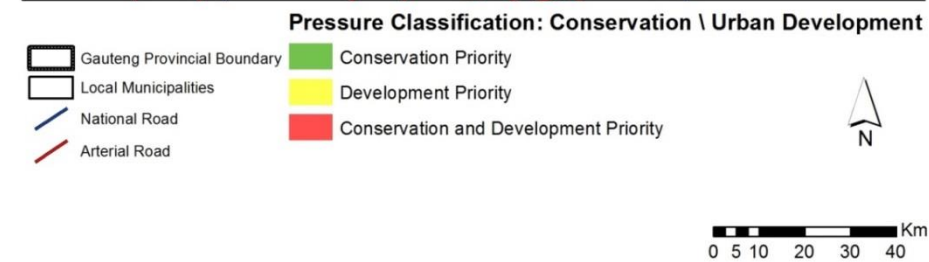 Pressure Classification: Conservation \ Urban Development
Gauteng Provincial Boundary
Local Municipalities
National Road
Arterial Road
Conservation Priority
Development Priority
Conservation and Development Priority
N
Km
0 5 10 20 30 40